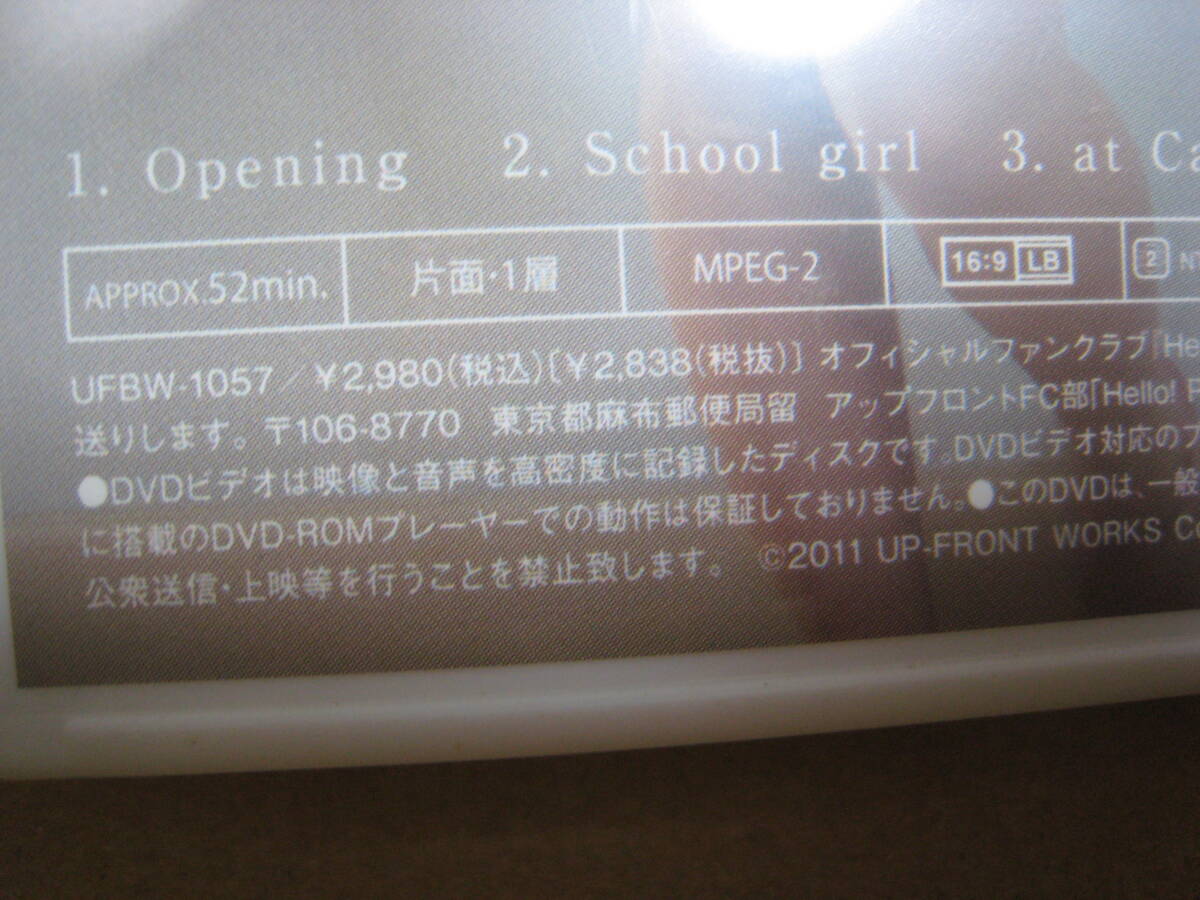 1. Opening 2. School girl 3. at Ca
APPROX.52min. 片面・1層 MPEG-2 16:9 LB 2 NT
UFBW-1057／￥2,980(税込)[￥2,838(税抜)] オフィシャルファンクラブ「He
送りします。〒106-8770 東京都麻布郵便局留 アップフロントFC部「Hello! P
●DVDビデオは映像と音声を高密度に記録したディスクです。DVDビデオ対応のプ
に搭載のDVD-ROMプレーヤーでの動作は保証しておりません。●このDVDは、一般
公衆送信・上映等を行うことを禁止致します。 ©2011 UP-FRONT WORKS Co